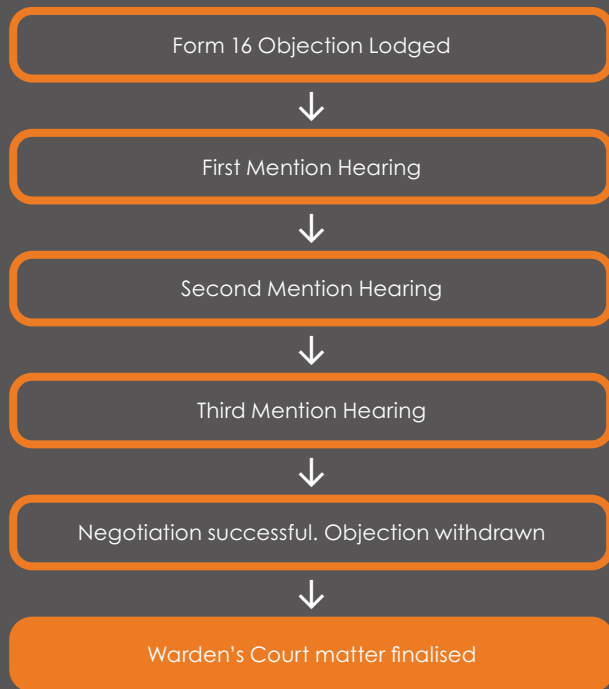 Form 16 Objection Lodged
First Mention Hearing
Second Mention Hearing
Third Mention Hearing
Negotiation successful. Objection withdrawn
Warden’s Court matter finalised